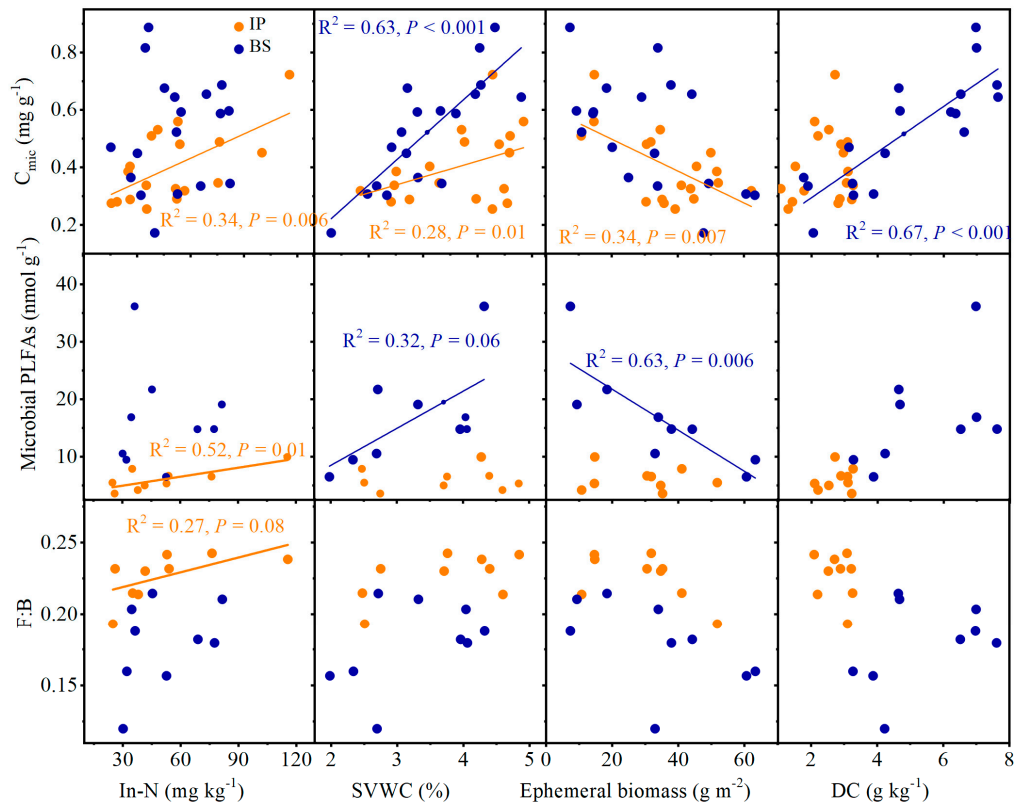 IP
BS
R² = 0.63, P < 0.001
R² = 0.34, P = 0.006
R² = 0.28, P = 0.01
R² = 0.34, P = 0.007
R² = 0.67, P < 0.001
C_mic (mg g⁻¹)
0.8
0.6
0.4
0.2
R² = 0.52, P = 0.01
R² = 0.32, P = 0.06
R² = 0.63, P = 0.006
Microbial PLFAs (nmol g⁻¹)
40
30
20
10
R² = 0.27, P = 0.08
F:B
0.25
0.20
0.15
30 60 90 120 2 3 4 5 0 20 40 60 2 4 6 8
In-N (mg kg⁻¹) SVWC (%) Ephemeral biomass (g m⁻²) DC (g kg⁻¹)